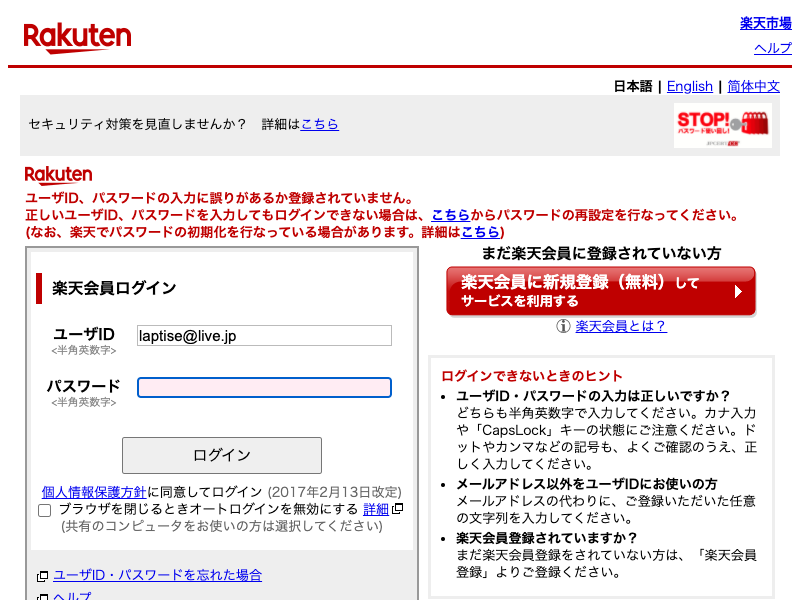 Rakuten
楽天市場
ヘルプ
日本語 | English | 简体中文
セキュリティ対策を見直しませんか？ 詳細はこちら
STOP!
パスワード使い回し!
Rakuten
ユーザID、パスワードの入力に誤りがあるか登録されていません。
正しいユーザID、パスワードを入力してもログインできない場合は、こちらからパスワードの再設定を行なってください。
(なお、楽天でパスワードの初期化を行なっている場合があります。詳細はこちら)
楽天会員ログイン
ユーザID
<半角英数字>
laptise@live.jp
パスワード
<半角英数字>
ログイン
個人情報保護方針に同意してログイン (2017年2月13日改定)
ブラウザを閉じるときオートログインを無効にする 詳細
(共有のコンピュータをお使いの方は選択してください)
ユーザID・パスワードを忘れた場合
ヘルプ
まだ楽天会員に登録されていない方
楽天会員に新規登録（無料）して
サービスを利用する
楽天会員とは？
ログインできないときのヒント
• ユーザID・パスワードの入力は正しいですか？
どちらも半角英数字で入力してください。カナ入力
や「CapsLock」キーの状態にご注意ください。ド
ットやカンマなどの記号も、よくご確認のうえ、正
しく入力してください。
• メールアドレス以外をユーザIDにお使いの方
メールアドレスの代わりに、ご登録いただいた任意
の文字列を入力してください。
• 楽天会員登録されていますか？
まだ楽天会員登録をされていない方は、「楽天会員
登録」よりご登録ください。